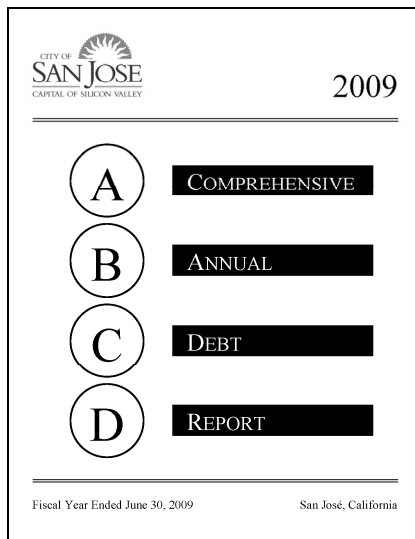 CITY OF
SAN JOSE
CAPITAL OF SILICON VALLEY
2009
A COMPREHENSIVE
B ANNUAL
C DEBT
D REPORT
Fiscal Year Ended June 30, 2009 San José, California